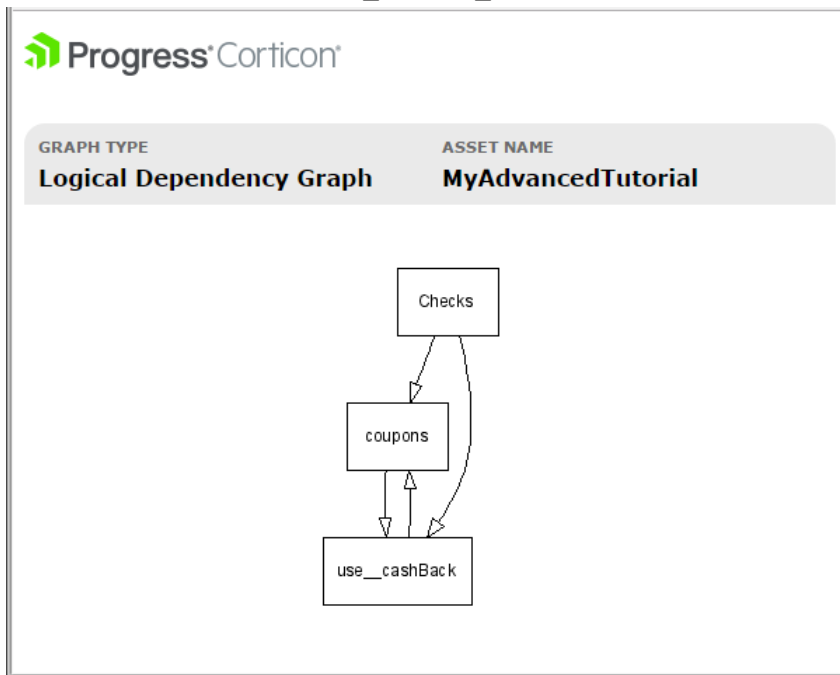 Progress® Corticon®
GRAPH TYPE
ASSET NAME
Logical Dependency Graph
MyAdvancedTutorial
Checks
coupons
use__cashBack